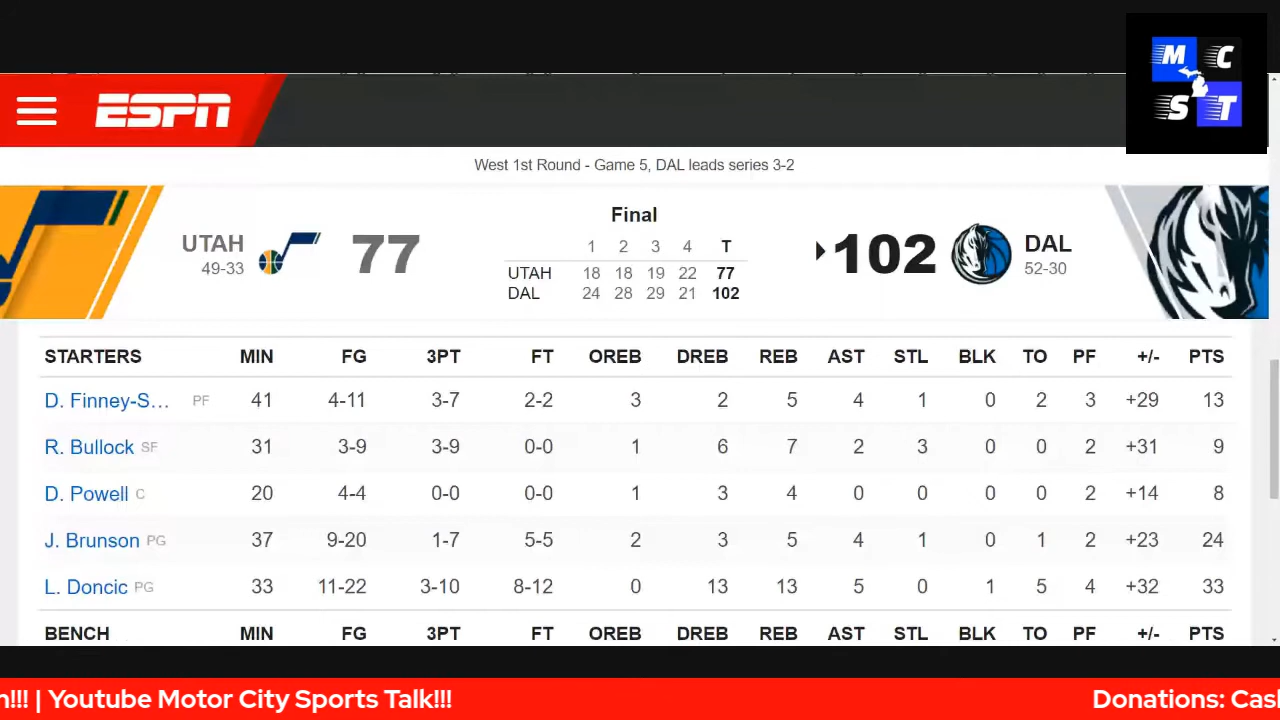 M C
S T
ESPN
West 1st Round - Game 5, DAL leads series 3-2
UTAH
49-33
77
Final
1 2 3 4 T
UTAH 18 18 19 22 77
DAL 24 28 29 21 102
102
DAL
52-30
STARTERS MIN FG 3PT FT OREB DREB REB AST STL BLK TO PF +/- PTS
D. Finney-S... PF 41 4-11 3-7 2-2 3 2 5 4 1 0 2 3 +29 13
R. Bullock SF 31 3-9 3-9 0-0 1 6 7 2 3 0 0 2 +31 9
D. Powell C 20 4-4 0-0 0-0 1 3 4 0 0 0 0 2 +14 8
J. Brunson PG 37 9-20 1-7 5-5 2 3 5 4 1 0 1 2 +23 24
L. Doncic PG 33 11-22 3-10 8-12 0 13 13 5 0 1 5 4 +32 33
BENCH MIN FG 3PT FT OREB DREB REB AST STL BLK TO PF +/- PTS
!!! | Youtube Motor City Sports Talk!!! Donations: